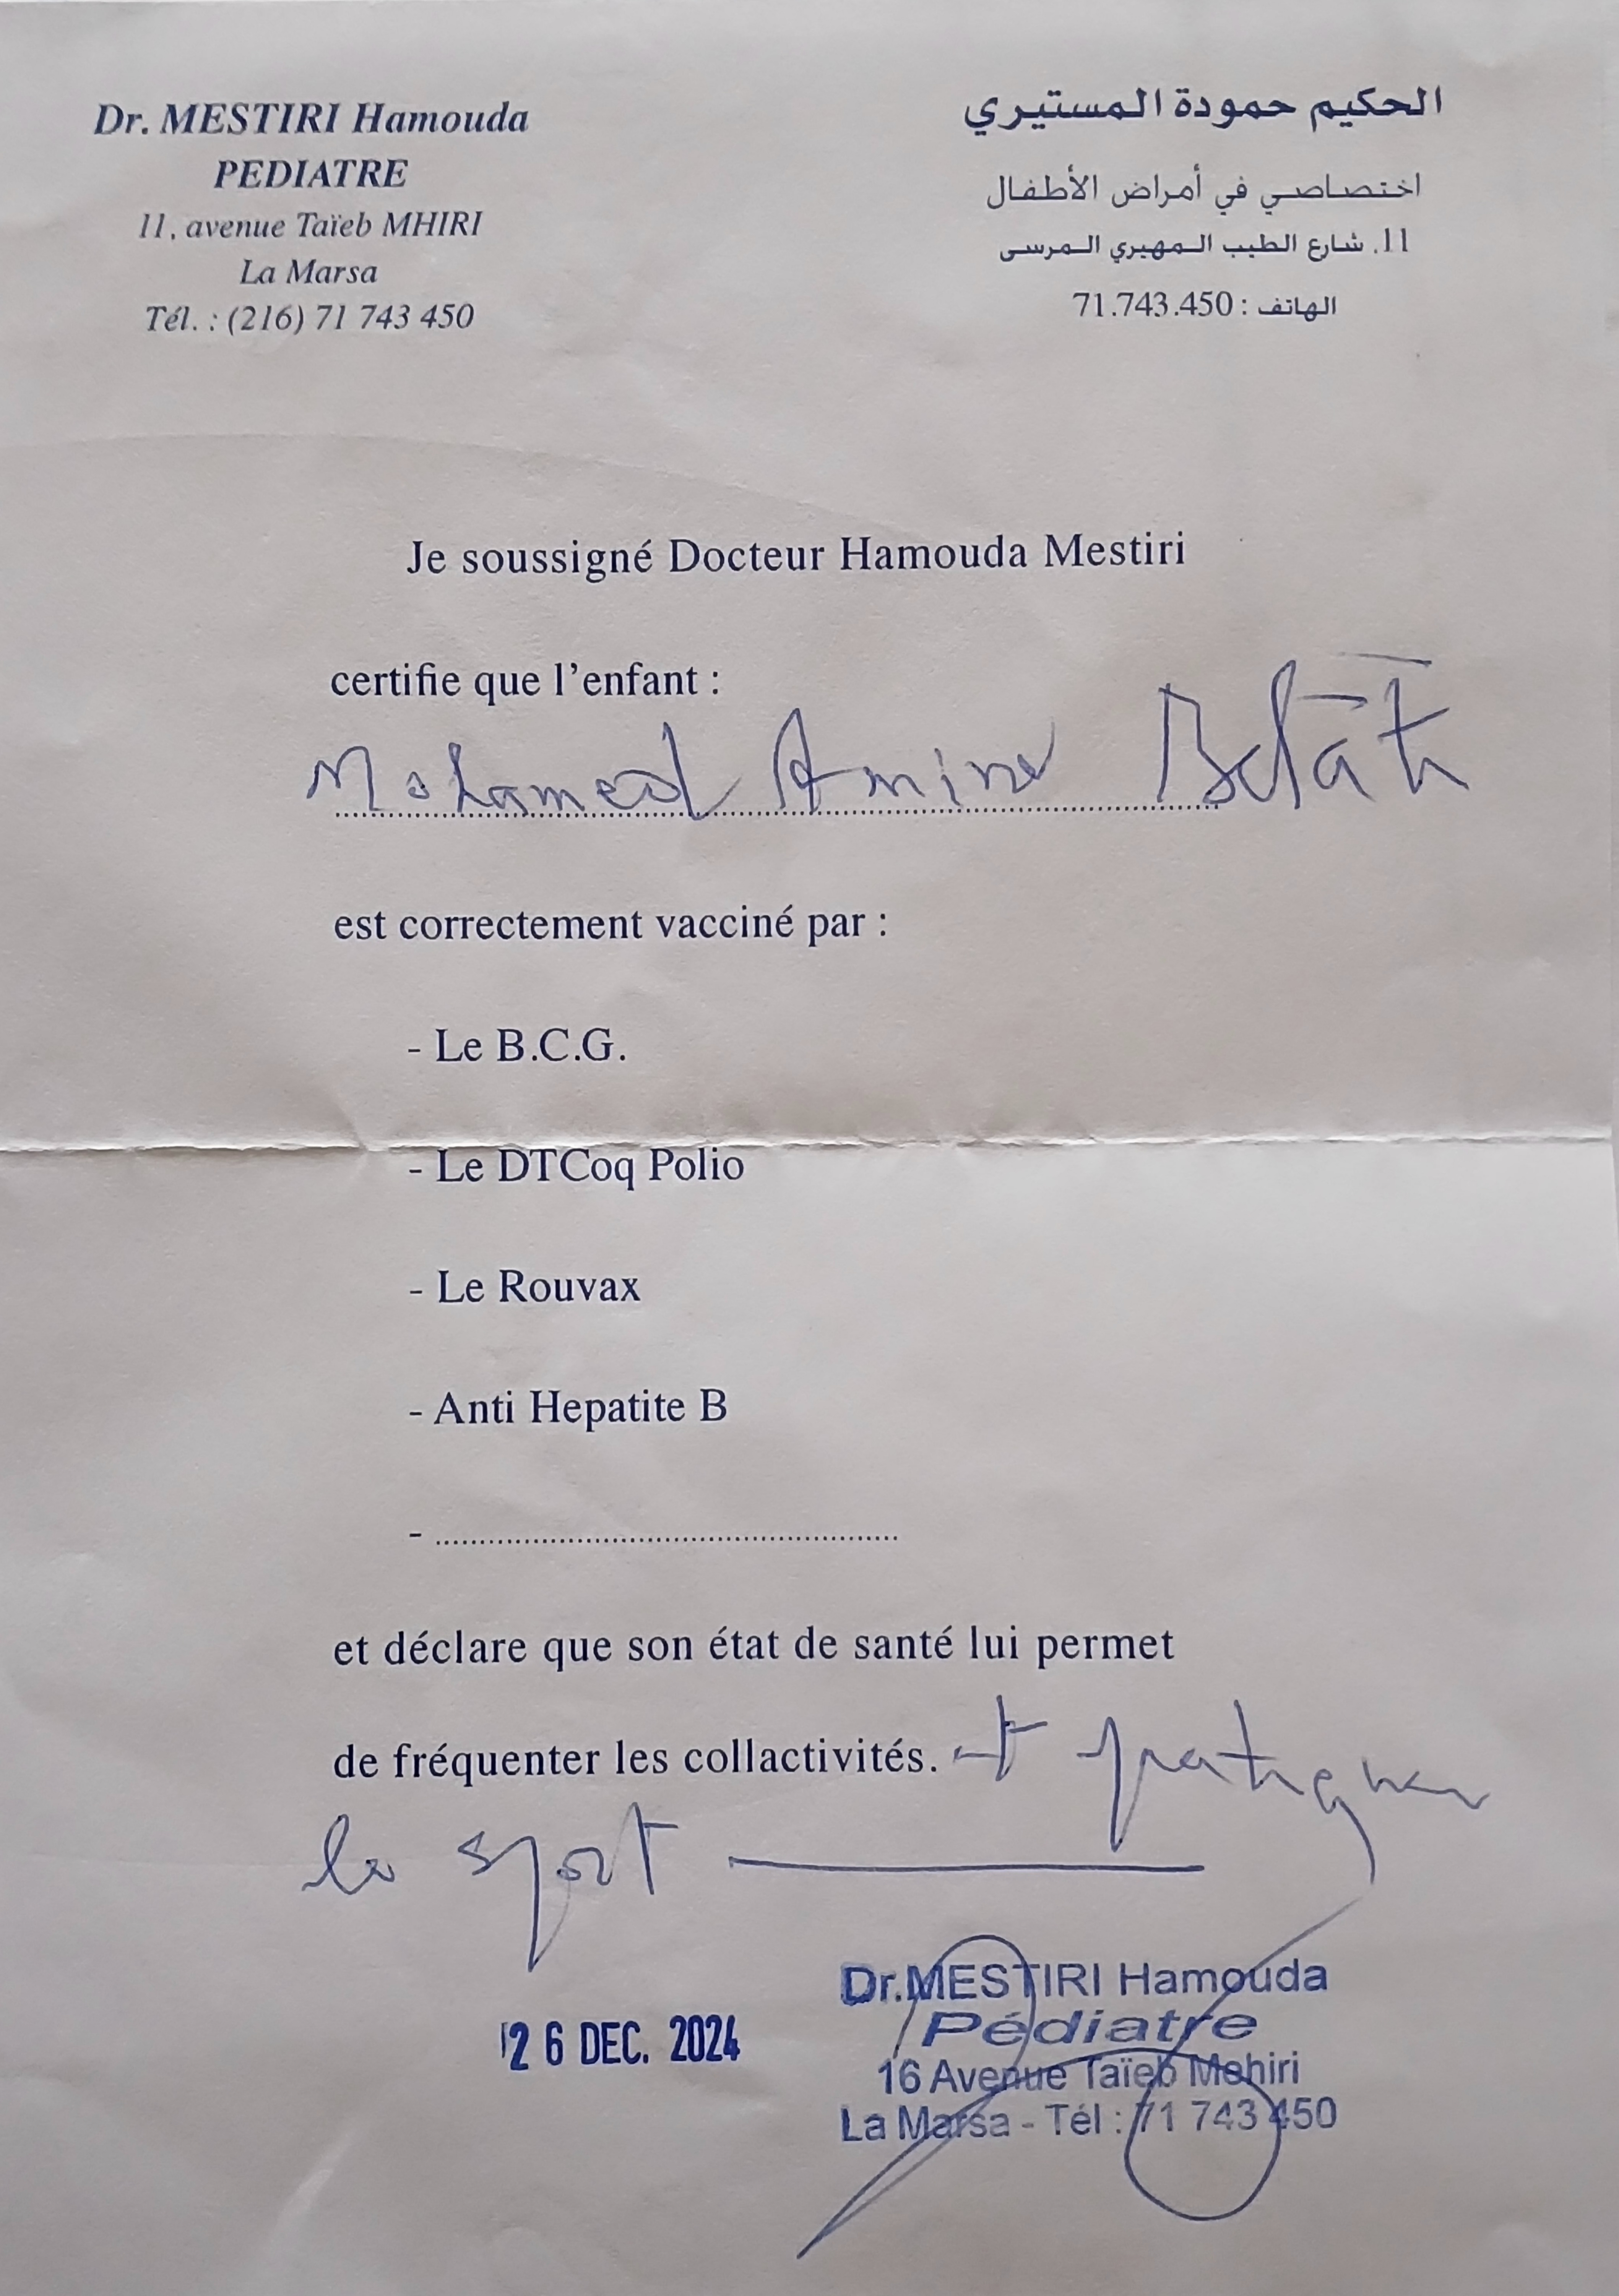 Dr. MESTIRI Hamouda
PEDIATRE
11, avenue Taïeb MHIRI
La Marsa
Tél. : (216) 71 743 450
الحكيم حمودة المستيري
اختصاصي في أمراض الأطفال
11. شارع الطيب المهيري المرسى
الهاتف : 71.743.450
Je soussigné Docteur Hamouda Mestiri
certifie que l'enfant :
Mohamed Amine
est correctement vacciné par :
- Le B.C.G.
- Le DTCoq Polio
- Le Rouvax
- Anti Hepatite B
- ........................................
et déclare que son état de santé lui permet
de fréquenter les collactivités. et pratiquer
le sport
26 DEC. 2024
Dr.MESTIRI Hamouda
Pédiatre
16 Avenue Taïeb Mehiri
La Marsa - Tél : 71 743 450